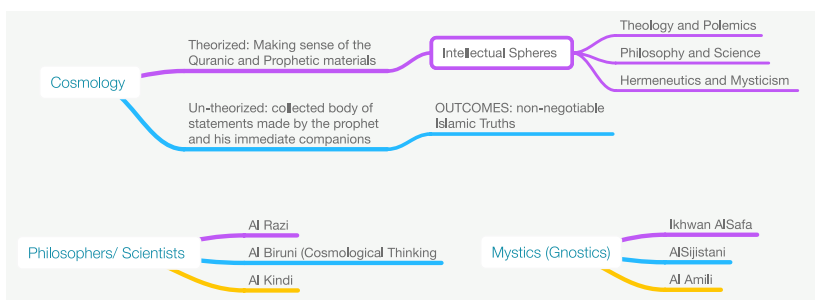 Cosmology
Theorized: Making sense of the
Quranic and Prophetic materials
Intellectual Spheres
Theology and Polemics
Philosophy and Science
Hermeneutics and Mysticism
Un-theorized: collected body of
statements made by the prophet
and his immediate companions
OUTCOMES: non-negotiable
Islamic Truths
Philosophers/ Scientists
Al Razi
Al Biruni (Cosmological Thinking
Al Kindi
Mystics (Gnostics)
Ikhwan AlSafa
AlSijistani
Al Amili